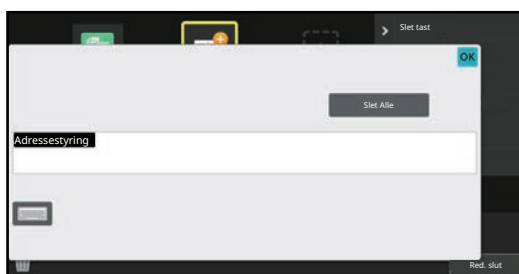 Slet tast
OK
Slet Alle
Adressestyring
Red. slut